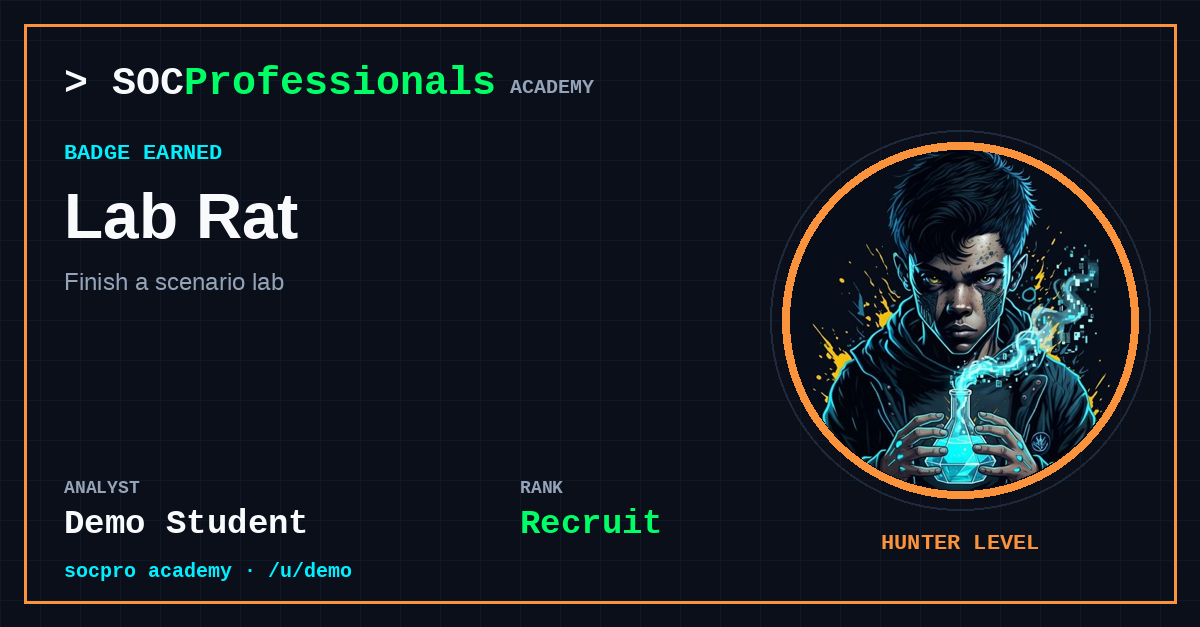 > SOCProfessionals ACADEMY
BADGE EARNED
Lab Rat
Finish a scenario lab
ANALYST
Demo Student
RANK
Recruit
socpro academy · /u/demo
HUNTER LEVEL